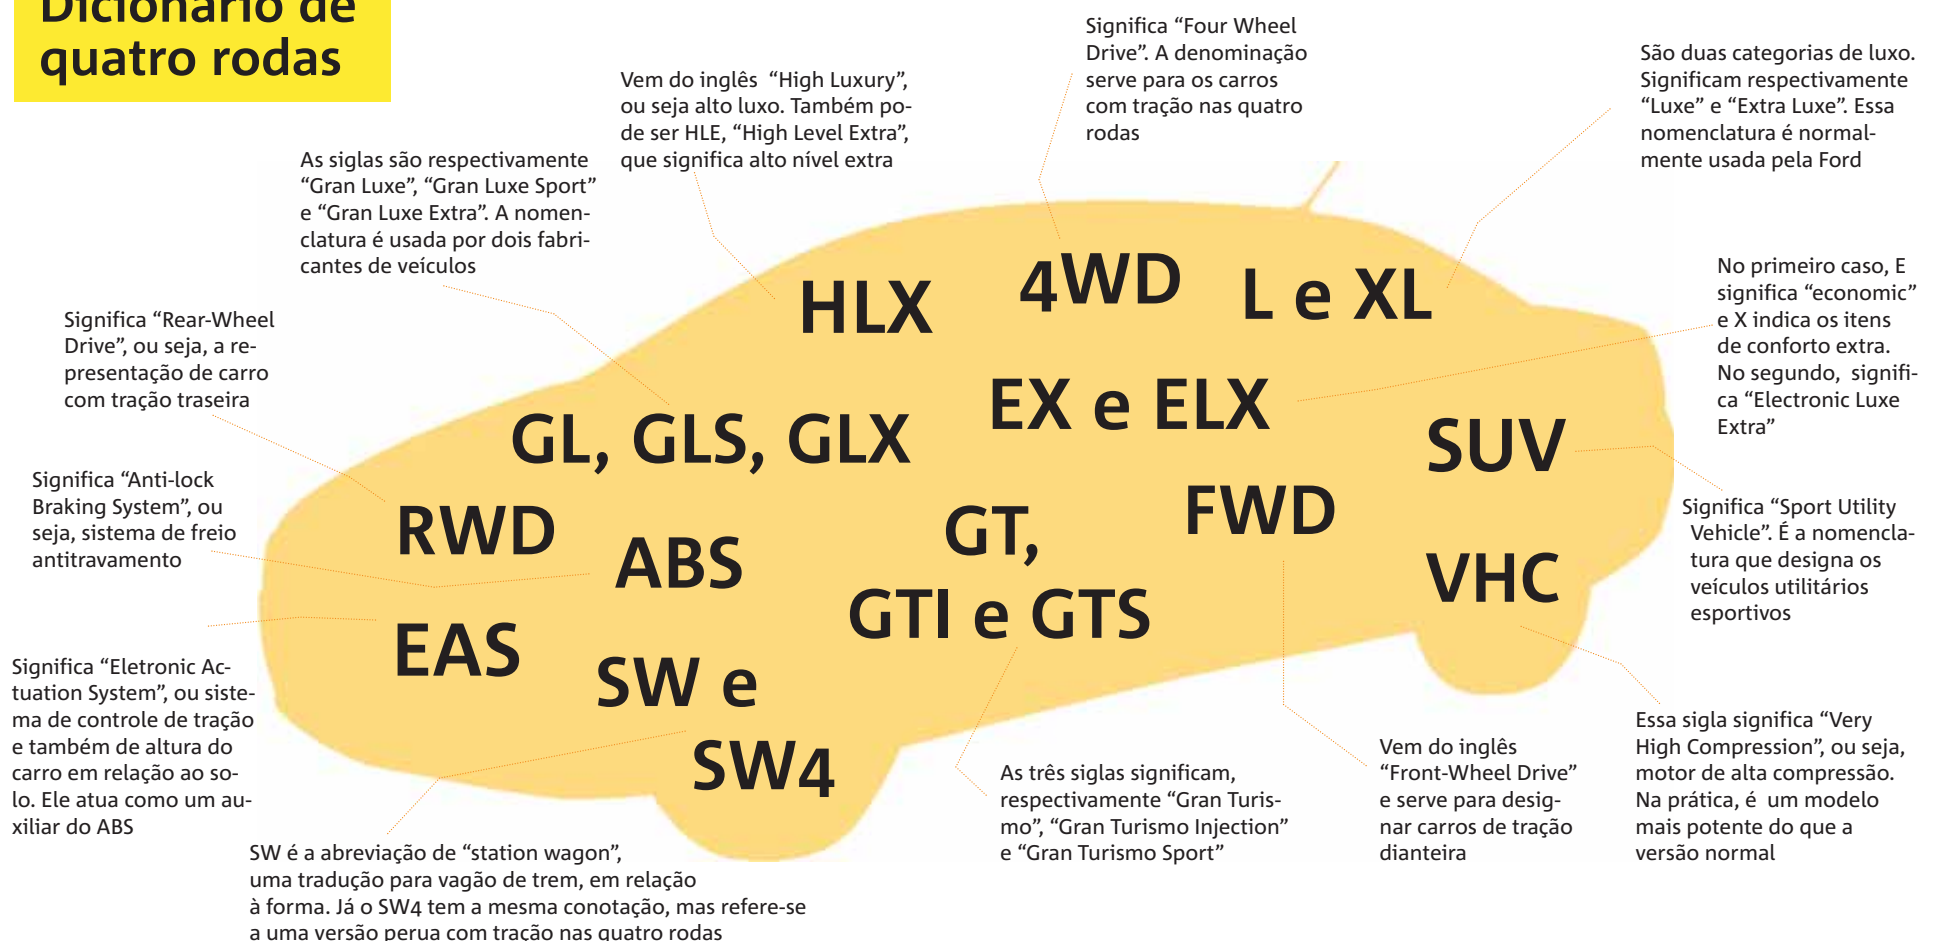 Dicionário de
quatro rodas
Significa “Four Wheel
Drive”. A denominação
serve para os carros
com tração nas quatro
rodas
São duas categorias de luxo.
Significam respectivamente
“Luxe” e “Extra Luxe”. Essa
nomenclatura é normal-
mente usada pela Ford
Vem do inglês “High Luxury”,
ou seja alto luxo. Também po-
de ser HLE, “High Level Extra”,
que significa alto nível extra
As siglas são respectivamente
“Gran Luxe”, “Gran Luxe Sport”
e “Gran Luxe Extra”. A nomen-
clatura é usada por dois fabri-
cantes de veículos
No primeiro caso, E
significa “economic”
e X indica os itens
de conforto extra.
No segundo, signifi-
ca “Electronic Luxe
Extra”
Significa “Rear-Wheel
Drive”, ou seja, a re-
presentação de carro
com tração traseira
HLX
4WD
L e XL
EX e ELX
GL, GLS, GLX
SUV
Significa “Anti-lock
Braking System”, ou
seja, sistema de freio
antitravamento
RWD
ABS
GT,
GTI e GTS
FWD
VHC
Significa “Sport Utility
Vehicle”. É a nomencla-
tura que designa os
veículos utilitários
esportivos
EAS
SW e
SW4
Significa “Eletronic Ac-
tuation System”, ou siste-
ma de controle de tração
e também de altura do
carro em relação ao so-
lo. Ele atua como um au-
xiliar do ABS
As três siglas significam,
respectivamente “Gran Turis-
mo”, “Gran Turismo Injection”
e “Gran Turismo Sport”
Vem do inglês
“Front-Wheel Drive”
e serve para desig-
nar carros de tração
dianteira
Essa sigla significa “Very
High Compression”, ou seja,
motor de alta compressão.
Na prática, é um modelo
mais potente do que a
versão normal
SW é a abreviação de “station wagon”,
uma tradução para vagão de trem, em relação
à forma. Já o SW4 tem a mesma conotação, mas refere-se
a uma versão perua com tração nas quatro rodas